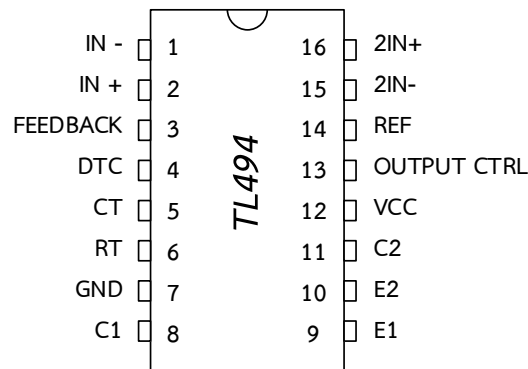 IN - 1 16 2IN+
IN + 2 15 2IN-
FEEDBACK 3 14 REF
DTC 4 13 OUTPUT CTRL
CT 5 12 VCC
RT 6 11 C2
GND 7 10 E2
C1 8 9 E1
TL494